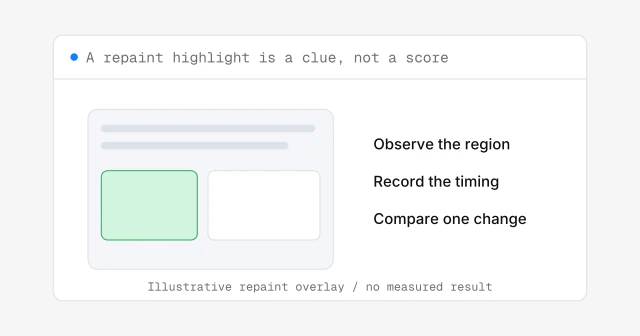 A repaint highlight is a clue, not a score
Observe the region
Record the timing
Compare one change
Illustrative repaint overlay / no measured result